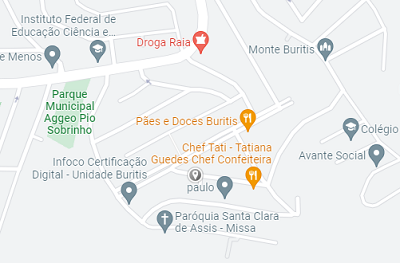 Instituto Federal de
Educação Ciência e...
Droga Raia
Monte Buritis
e Menos
Parque
Municipal
Aggeo Pio
Sobrinho
Pães e Doces Buritis
Colégio
Chef Tati - Tatiana
Guedes Chef Confeiteira
Avante Social
Infoco Certificação
Digital - Unidade Buritis
paulo
Paróquia Santa Clara
de Assis - Missa